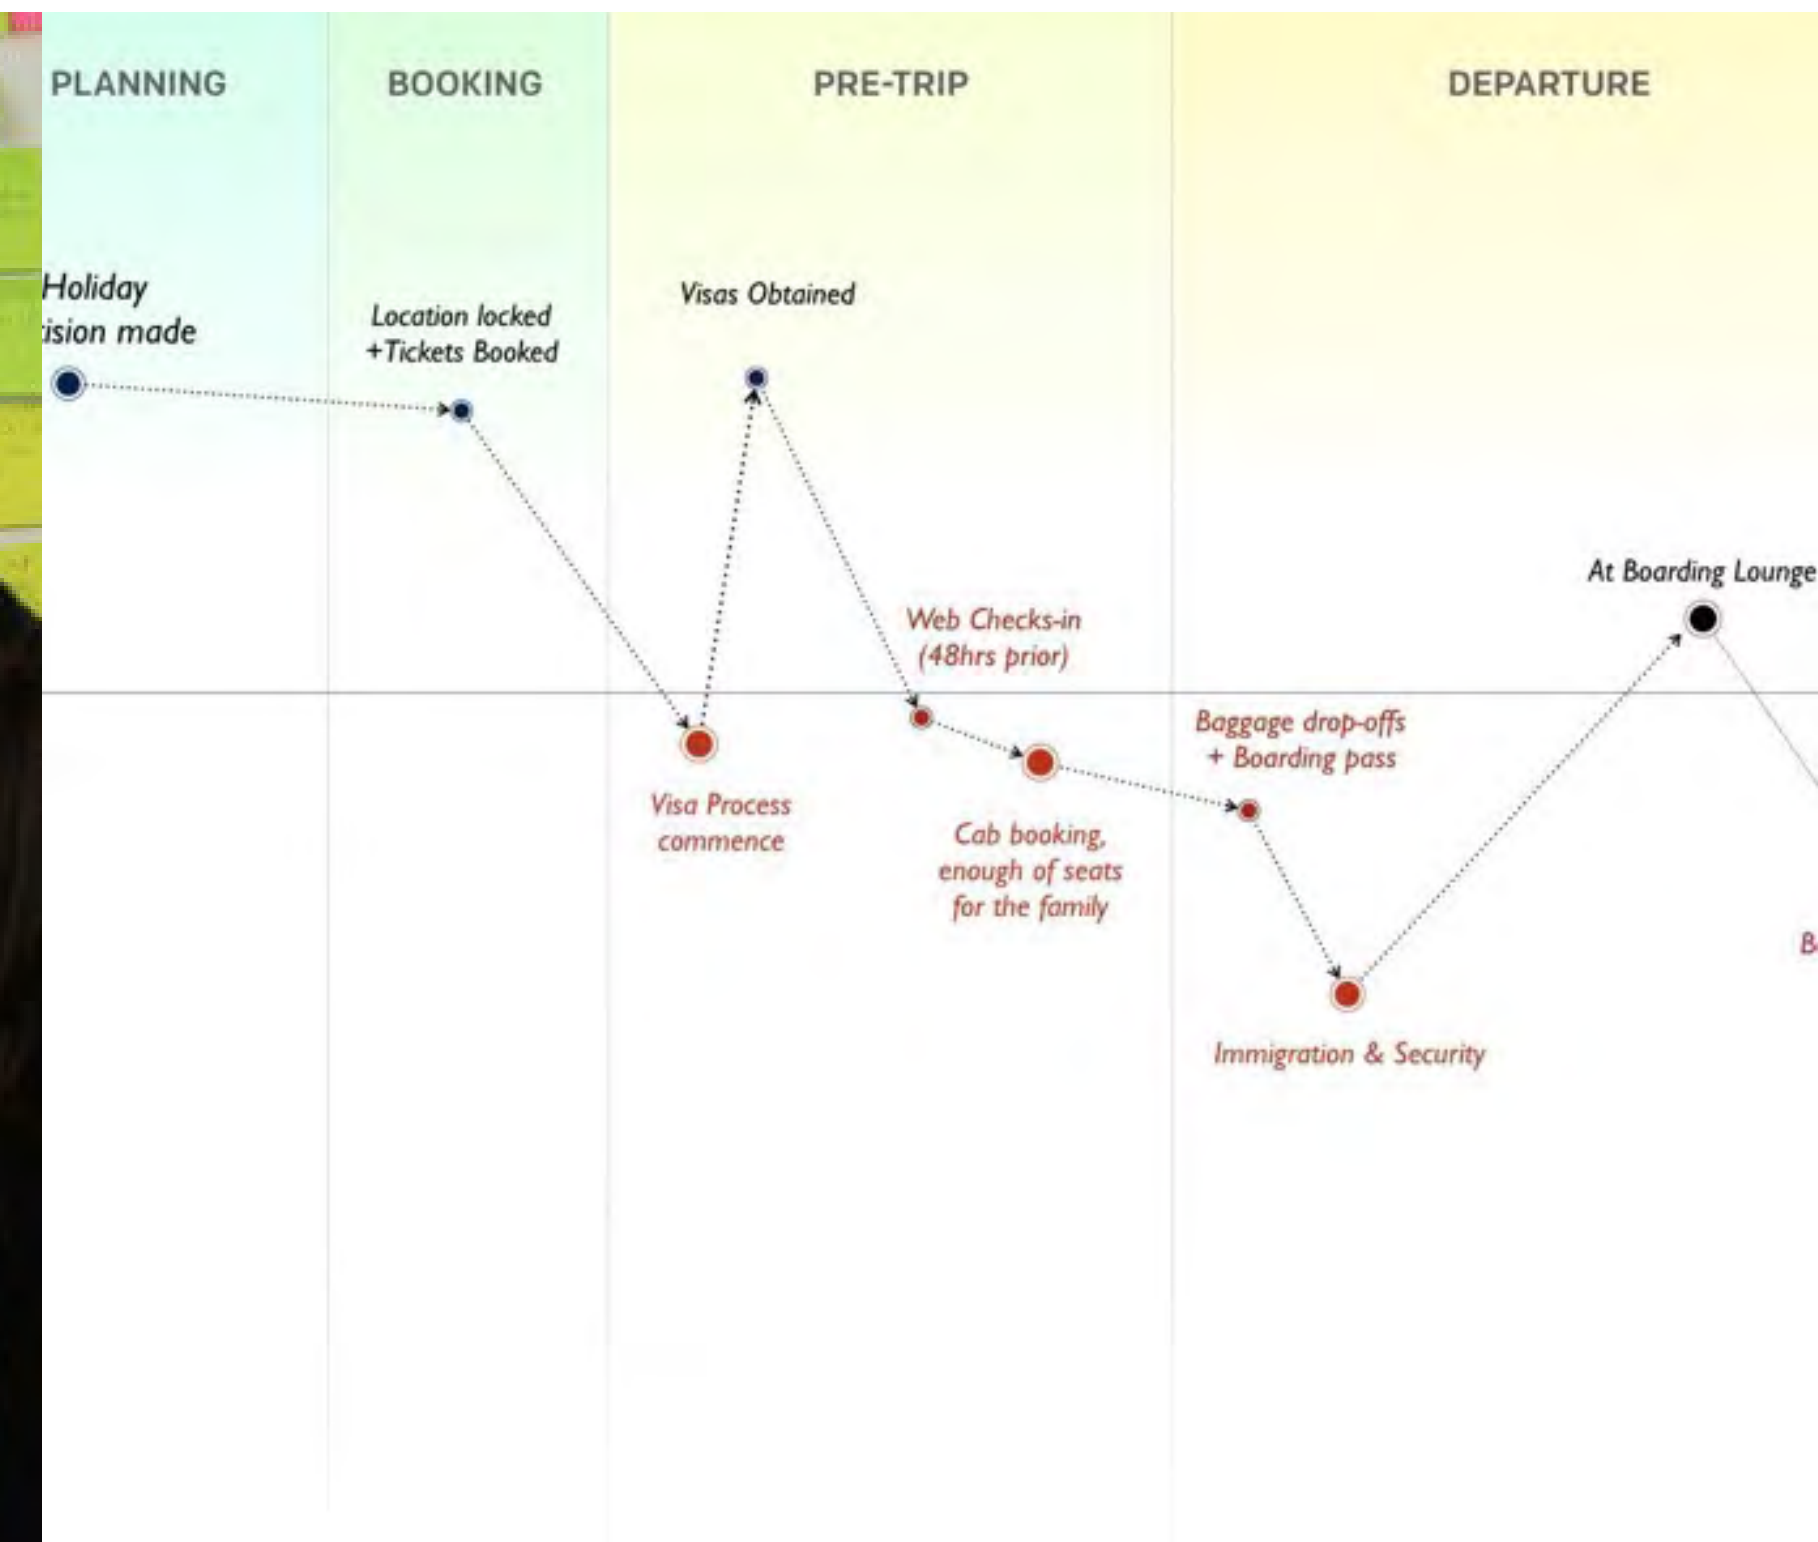 PLANNING
BOOKING
PRE-TRIP
DEPARTURE
Holiday
ision made
Location locked
+Tickets Booked
Visas Obtained
At Boarding Lounge
Web Checks-in
(48hrs prior)
Baggage drop-offs
+ Boarding pass
Visa Process
commence
Cab booking,
enough of seats
for the family
Immigration & Security